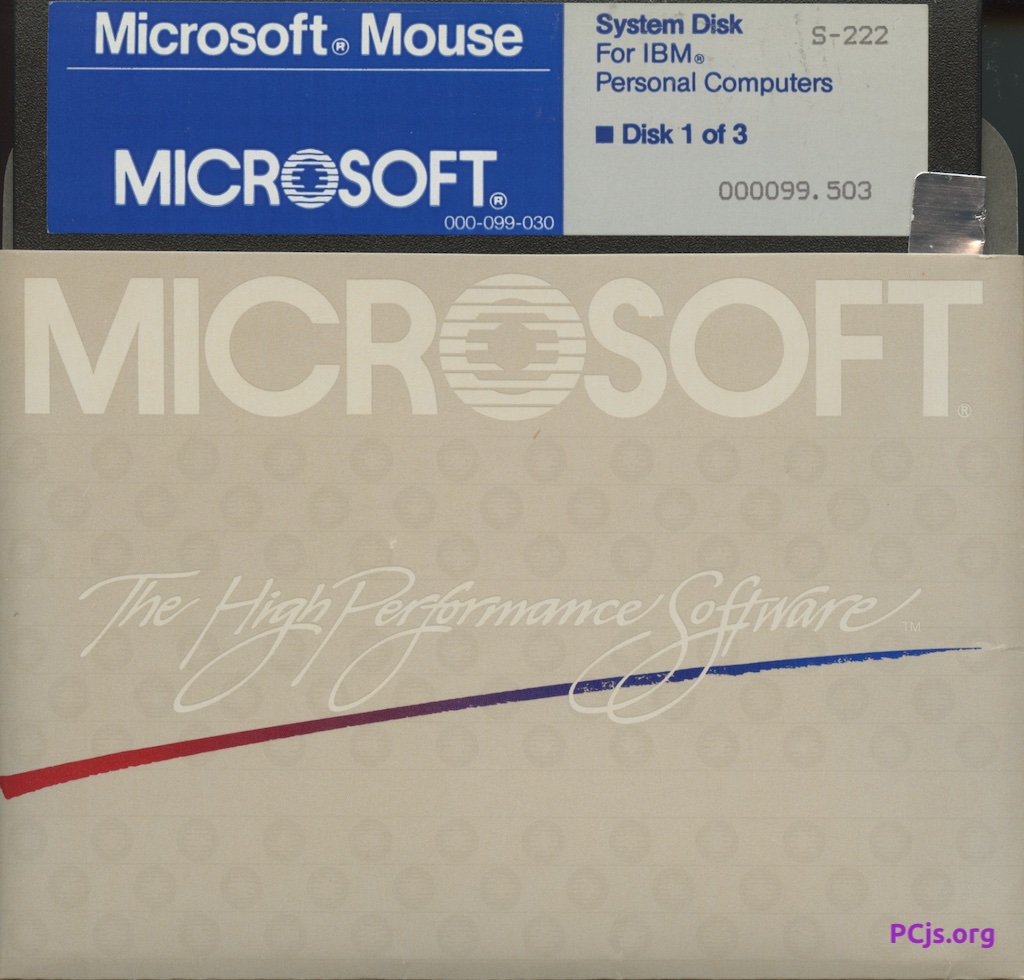 Microsoft® Mouse
MICROSOFT®
000-099-030
System Disk
For IBM®
Personal Computers
S-222
■ Disk 1 of 3
000099.503
MICROSOFT®
The High Performance Software™
PCjs.org